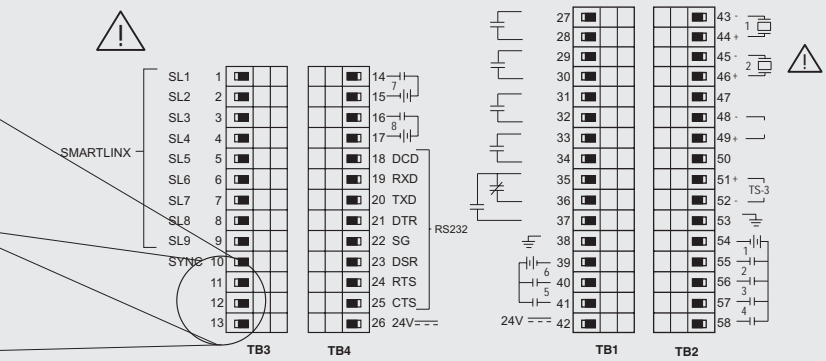 SMARTLINX
SL1 1
SL2 2
SL3 3
SL4 4
SL5 5
SL6 6
SL7 7
SL8 8
SL9 9
SYNC 10
11
12
13
TB3
14
7
15
16
8
17
18 DCD
19 RXD
20 TXD
21 DTR
22 SG
23 DSR
24 RTS
25 CTS
RS232
26 24V
TB4
27
28
29
30
31
32
33
34
35
36
37
38
39
6
40
5
41
24V 42
TB1
43 -
1
44 +
45 -
2
46 +
47
48 -
49 +
50
51 +
TS-3
52 -
53
54
1
55
2
56
3
57
4
58
TB2